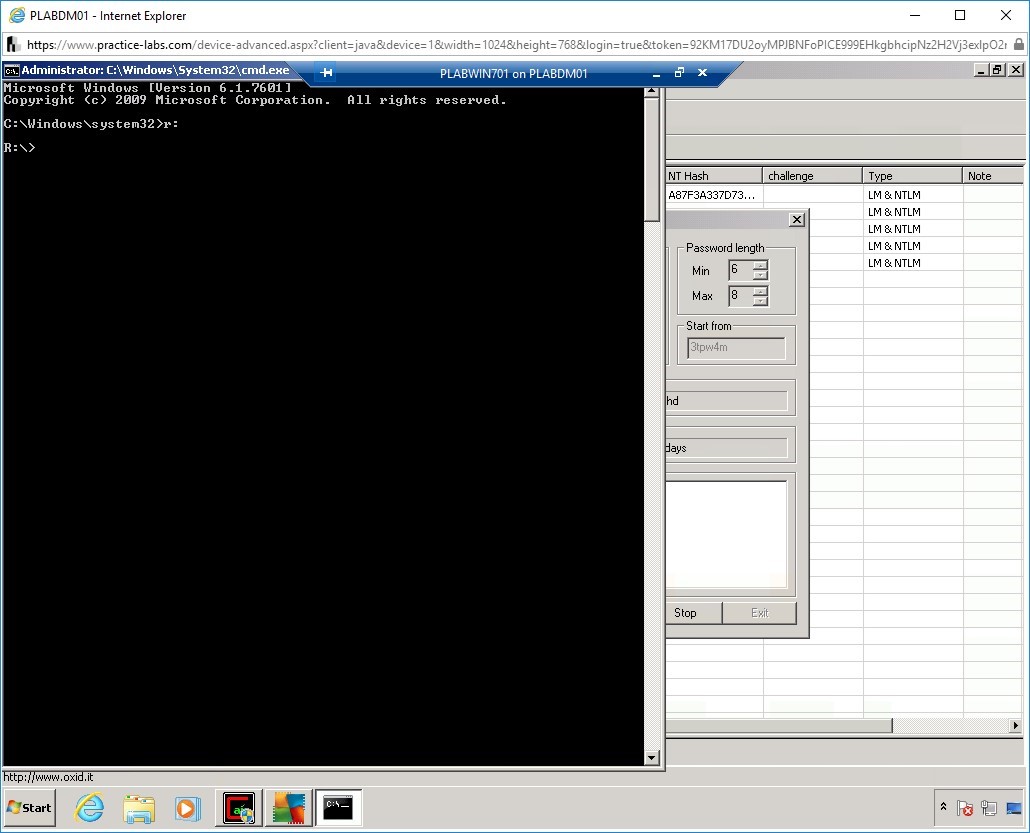 PLABDM01 - Internet Explorer
https://www.practice-labs.com/device-advanced.aspx?client=java&device=1&width=1024&height=768&login=true&token=92KM17DU2oyMPJBNFoPICE999EHkgbhcipNz2H2Vj3exlpO2r
Administrator: C:\Windows\System32\cmd.exe
PLABWIN701 on PLABDM01
Microsoft Windows [Version 6.1.7601]
Copyright (c) 2009 Microsoft Corporation. All rights reserved.
C:\Windows\system32>r:
R:\>
NT Hash challenge Type Note
A87F3A337D73... LM & NTLM
LM & NTLM
LM & NTLM
LM & NTLM
LM & NTLM
Password length
Min 6
Max 8
Start from
3tpw4m
hd
days
Stop Exit
http://www.oxid.it
Start